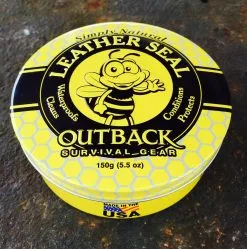 Simply Natural
LEATHER SEAL
Waterproofs
Cleans
Conditions
Protects
OUTBACK
SURVIVAL GEAR
150g (5.5 oz)
MADE IN THE
USA